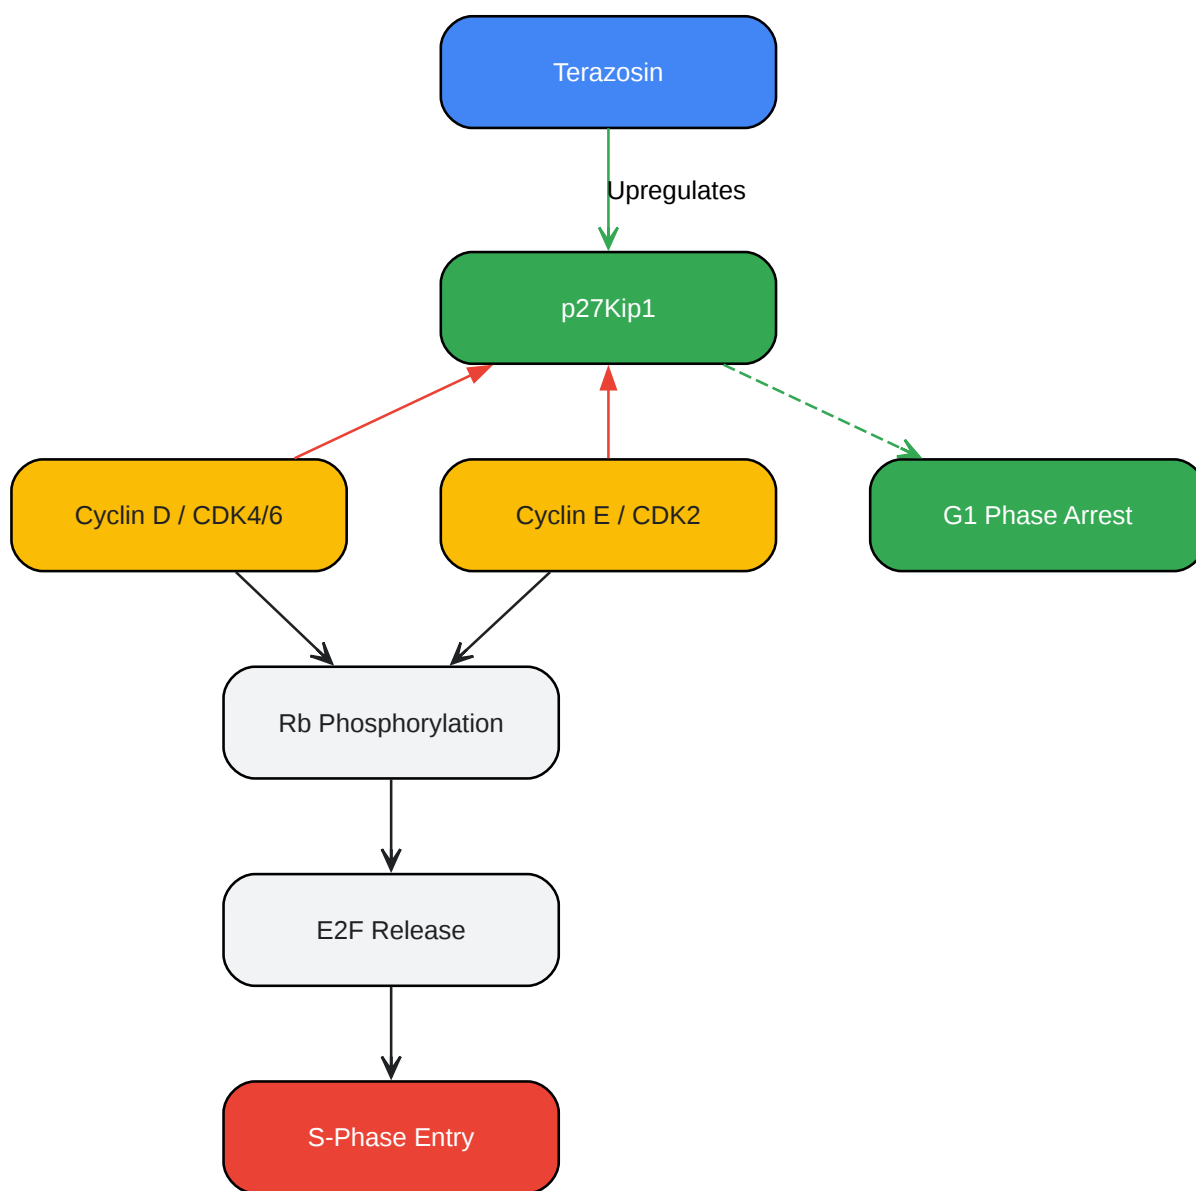 Terazosin
Upregulates
p27Kip1
Cyclin D / CDK4/6
Cyclin E / CDK2
G1 Phase Arrest
Rb Phosphorylation
E2F Release
S-Phase Entry